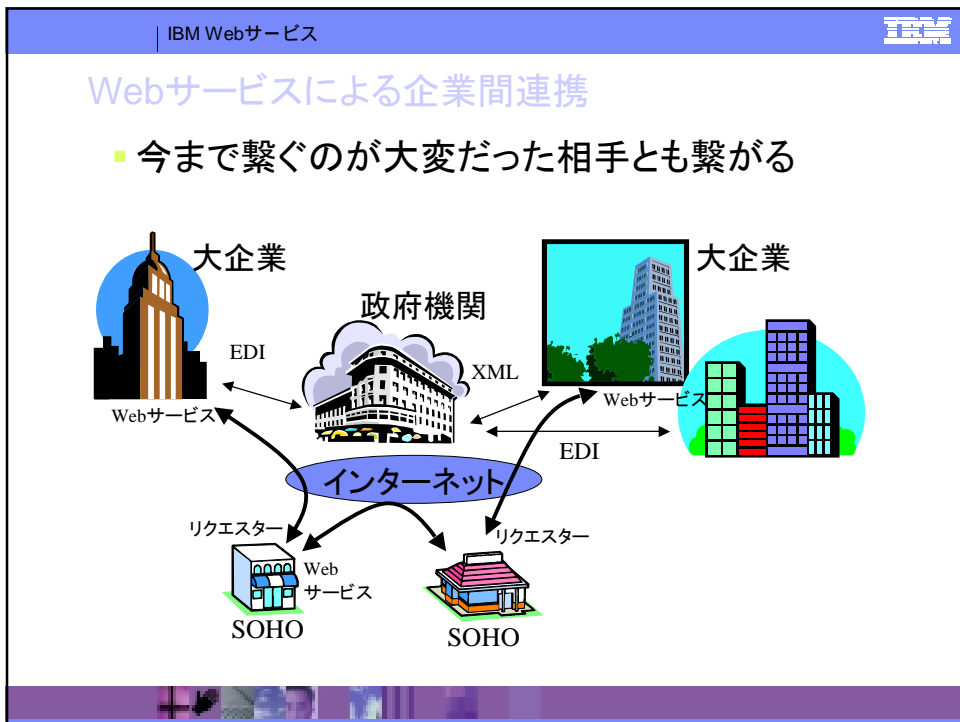 IBM Webサービス
IBM
Webサービスによる企業間連携
今まで繋ぐのが大変だった相手とも繋がる
大企業
大企業
政府機関
EDI
XML
Webサービス
Webサービス
EDI
インターネット
リクエスター
リクエスター
Web
サービス
SOHO
SOHO